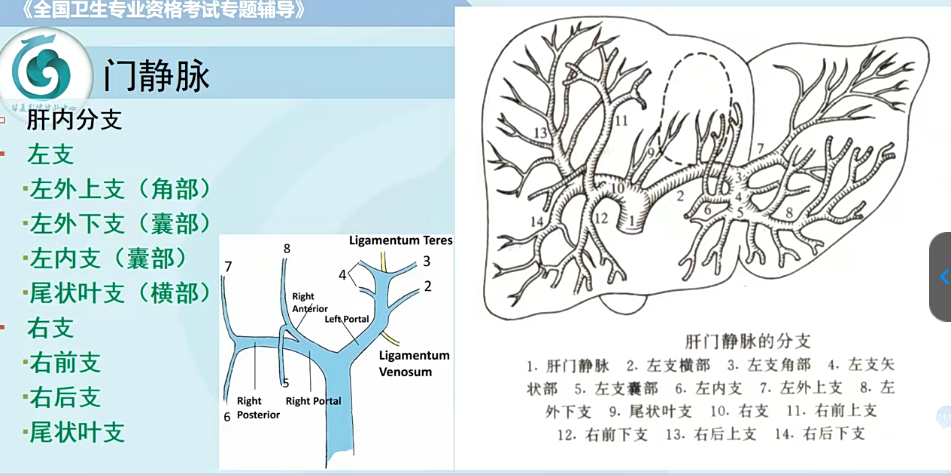 《全国卫生专业资格考试专题辅导》
门静脉
肝内分支
左支
左外上支（角部）
左外下支（囊部）
左内支（囊部）
尾状叶支（横部）
右支
右前支
右后支
尾状叶支
Ligamentum Teres
8
7
4
3
2
Right
Anterior
Left Portal
Ligamentum
Venosum
5
Right
Posterior
Right Portal
6
11
13
9
7
10
3
2
4
14
12
1
6
5
8
肝门静脉的分支
1. 肝门静脉 2. 左支横部 3. 左支角部 4. 左支矢
状部 5. 左支囊部 6. 左内支 7. 左外上支 8. 左
外下支 9. 尾状叶支 10. 右支 11. 右前上支
12. 右前下支 13. 右后上支 14. 右后下支